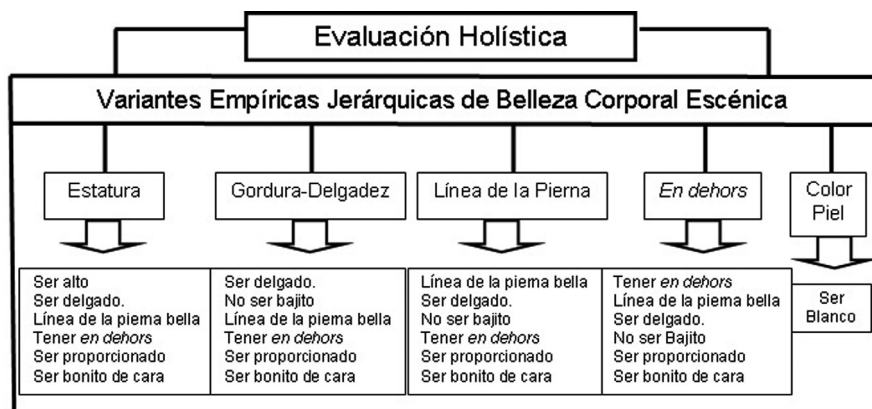 Evaluación Holística
Variantes Empíricas Jerárquicas de Belleza Corporal Escénica
Estatura
Gordura-Delgadez
Línea de la Pierna
En dehors
Color
Piel
Ser alto
Ser delgado.
Línea de la pierna bella
Tener en dehors
Ser proporcionado
Ser bonito de cara
Ser delgado.
No ser bajito
Línea de la pierna bella
Tener en dehors
Ser proporcionado
Ser bonito de cara
Línea de la pierna bella
Ser delgado.
No ser bajito
Tener en dehors
Ser proporcionado
Ser bonito de cara
Tener en dehors
Línea de la pierna bella
Ser delgado.
No ser Bajito
Ser proporcionado
Ser bonito de cara
Ser
Blanco